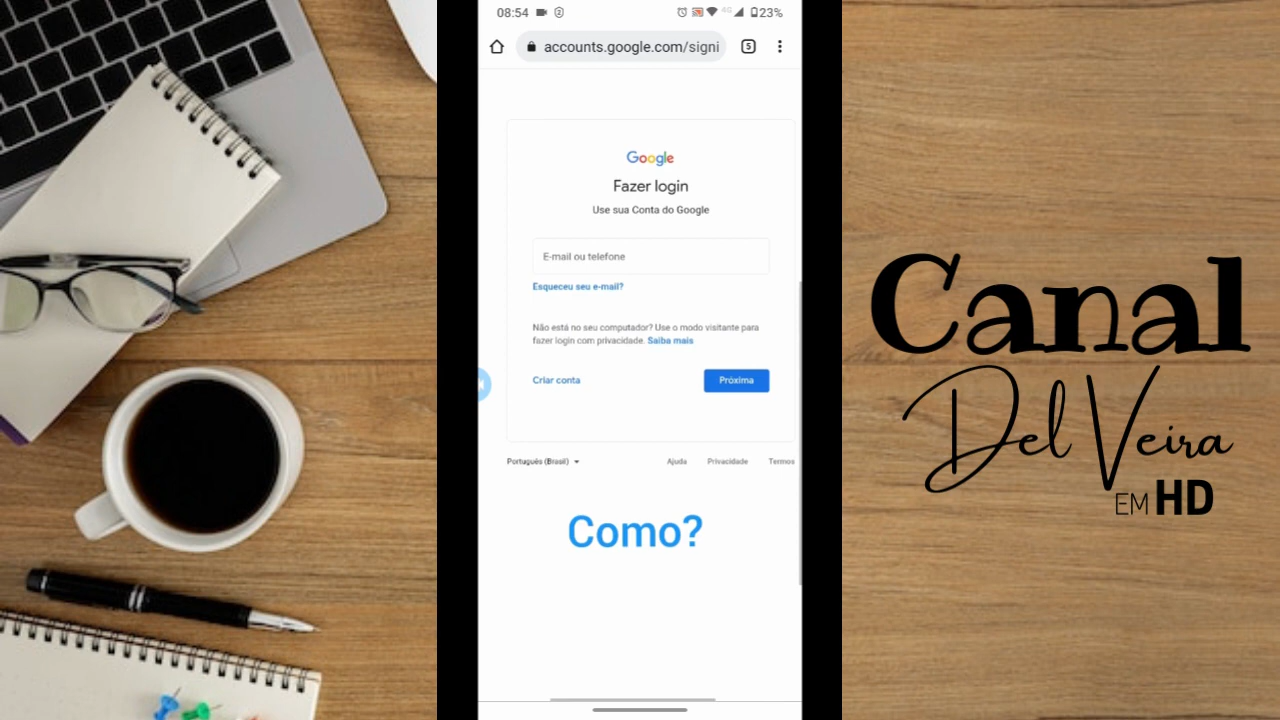 08:54
4G
23%
accounts.google.com/signi
5
Google
Fazer login
Use sua Conta do Google
E-mail ou telefone
Esqueceu seu e-mail?
Não está no seu computador? Use o modo visitante para
fazer login com privacidade. Saiba mais
Criar conta
Próxima
Português (Brasil)
Ajuda
Privacidade
Termos
Como?
Canal
Del Veira
EM HD